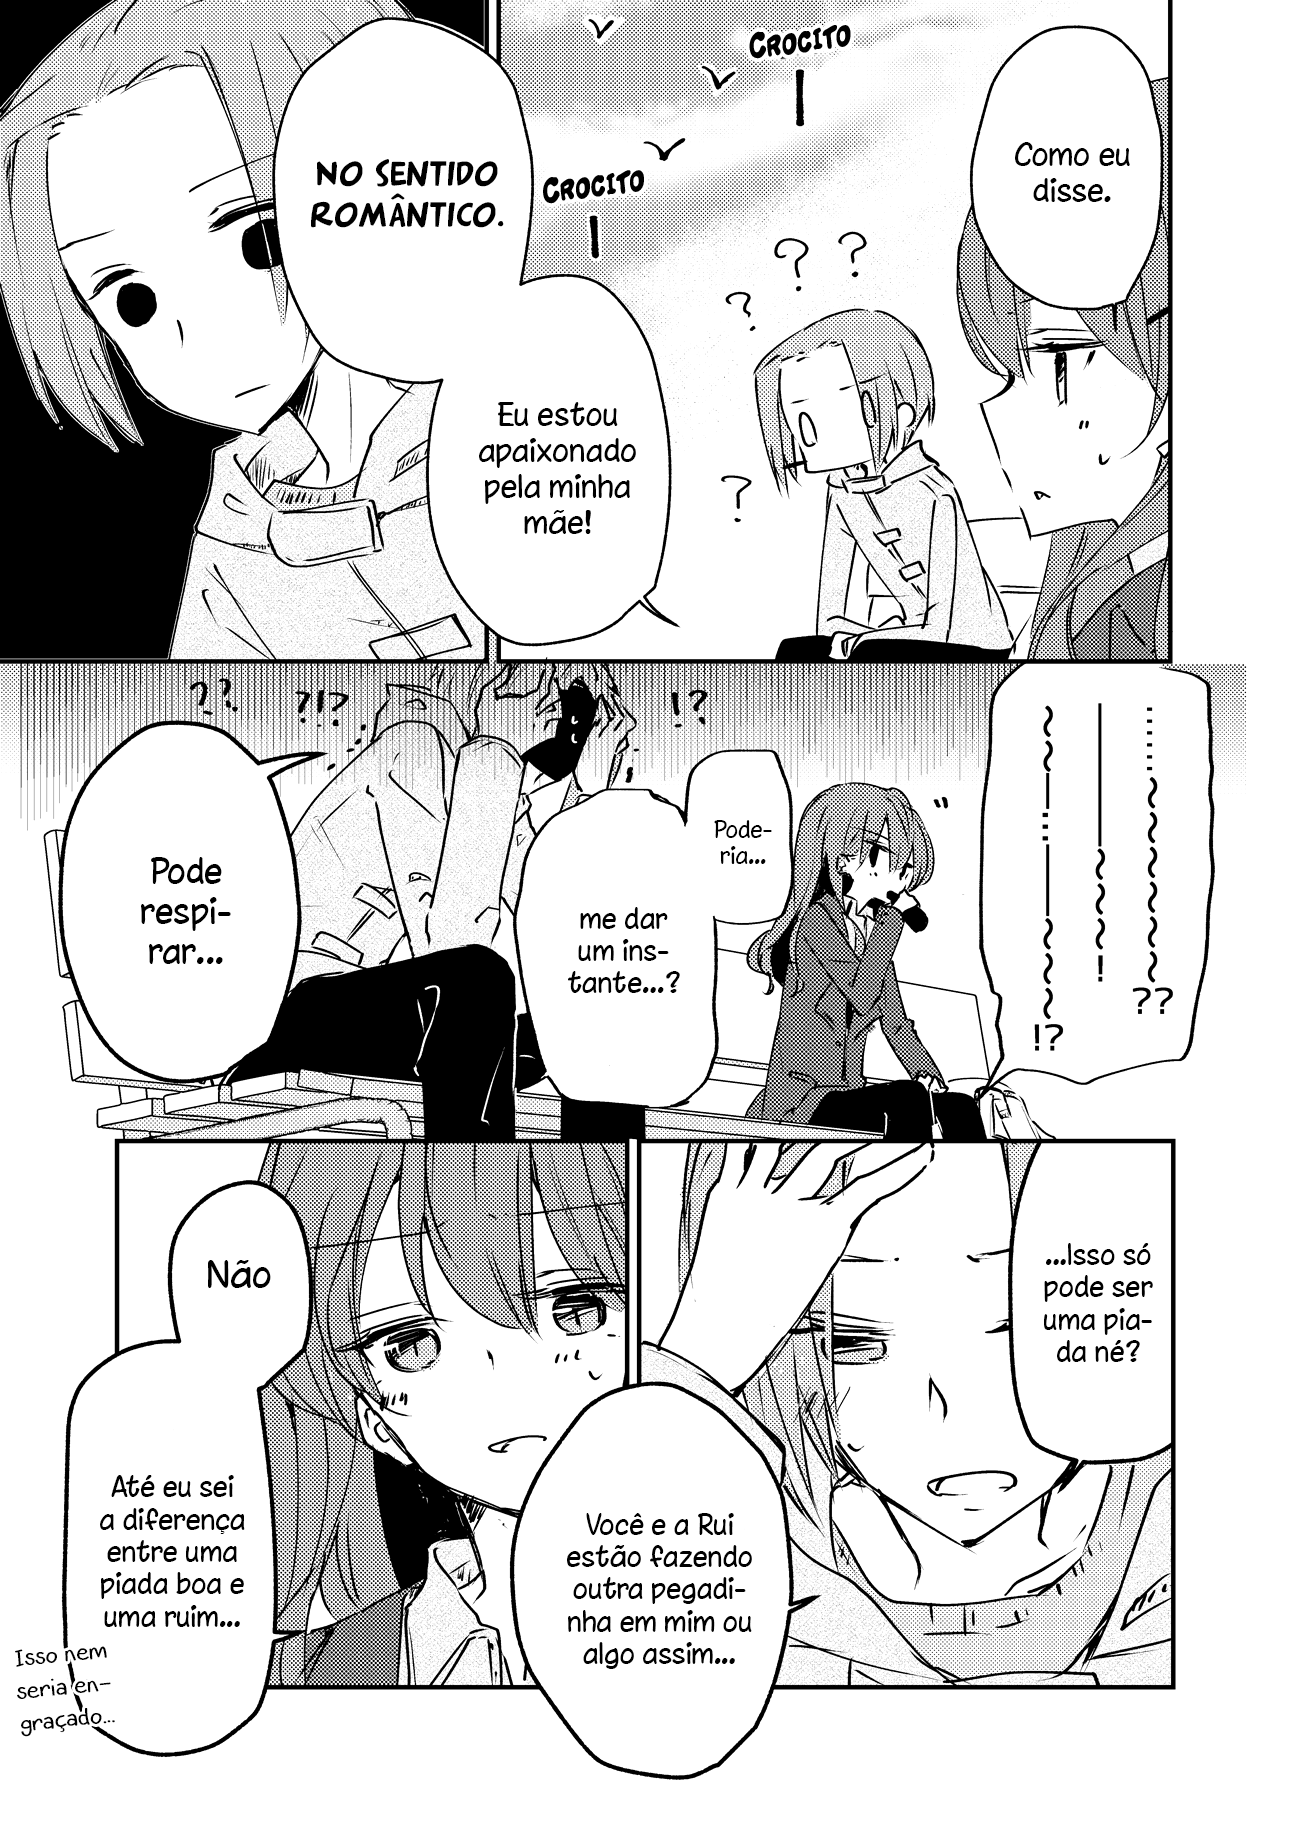 Como eu
disse.
CROCITO
CROCITO
Eu estou
apaixonado
pela minha
mãe!
NO SENTIDO
ROMÂNTICO.
? ? ? ?
......~~~~~~~??
——~~~~!
~~—...——~~~~!?
!?
?!?
??
Pode-
ria...
me dar
um ins-
tante...?
Pode
respi-
rar...
...Isso só
pode ser
uma pia-
da né?
Você e a Rui
estão fazendo
outra pegadi-
nha em mim ou
algo assim...
Não
Até eu sei
a diferença
entre uma
piada boa e
uma ruim...
Isso nem
seria en-
graçado...